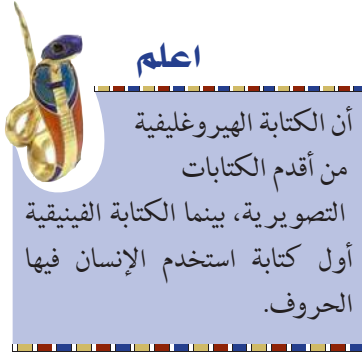 اعلم
أن الكتابة الهيروغليفية
من أقدم الكتابات
التصويرية، بينما الكتابة الفينيقية
أول كتابة استخدم الإنسان فيها
الحروف.